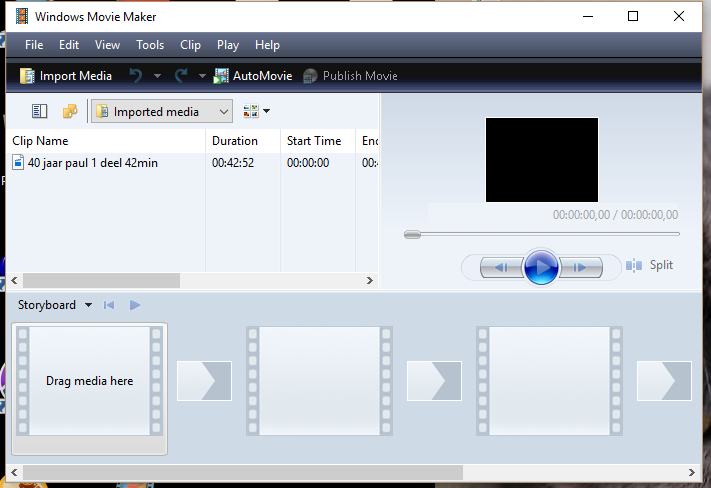 Windows Movie Maker
File Edit View Tools Clip Play Help
Import Media AutoMovie Publish Movie
Imported media
Clip Name Duration Start Time End
40 jaar paul 1 deel 42min 00:42:52 00:00:00 00:
00:00:00,00 / 00:00:00,00
Split
Storyboard
Drag media here